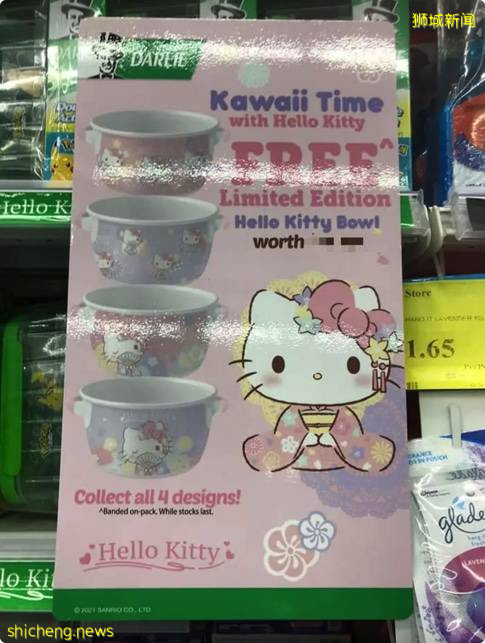 狮城新闻
DARLIE
Kawaii Time
with Hello Kitty
FREE^
Limited Edition
Hello Kitty Bowl
worth
Hello K
Store
1.65
Collect all 4 designs!
^Banded on-pack. While stocks last.
Hello Kitty
glade
© 2021 SANRIO CO., LTD
shicheng.news